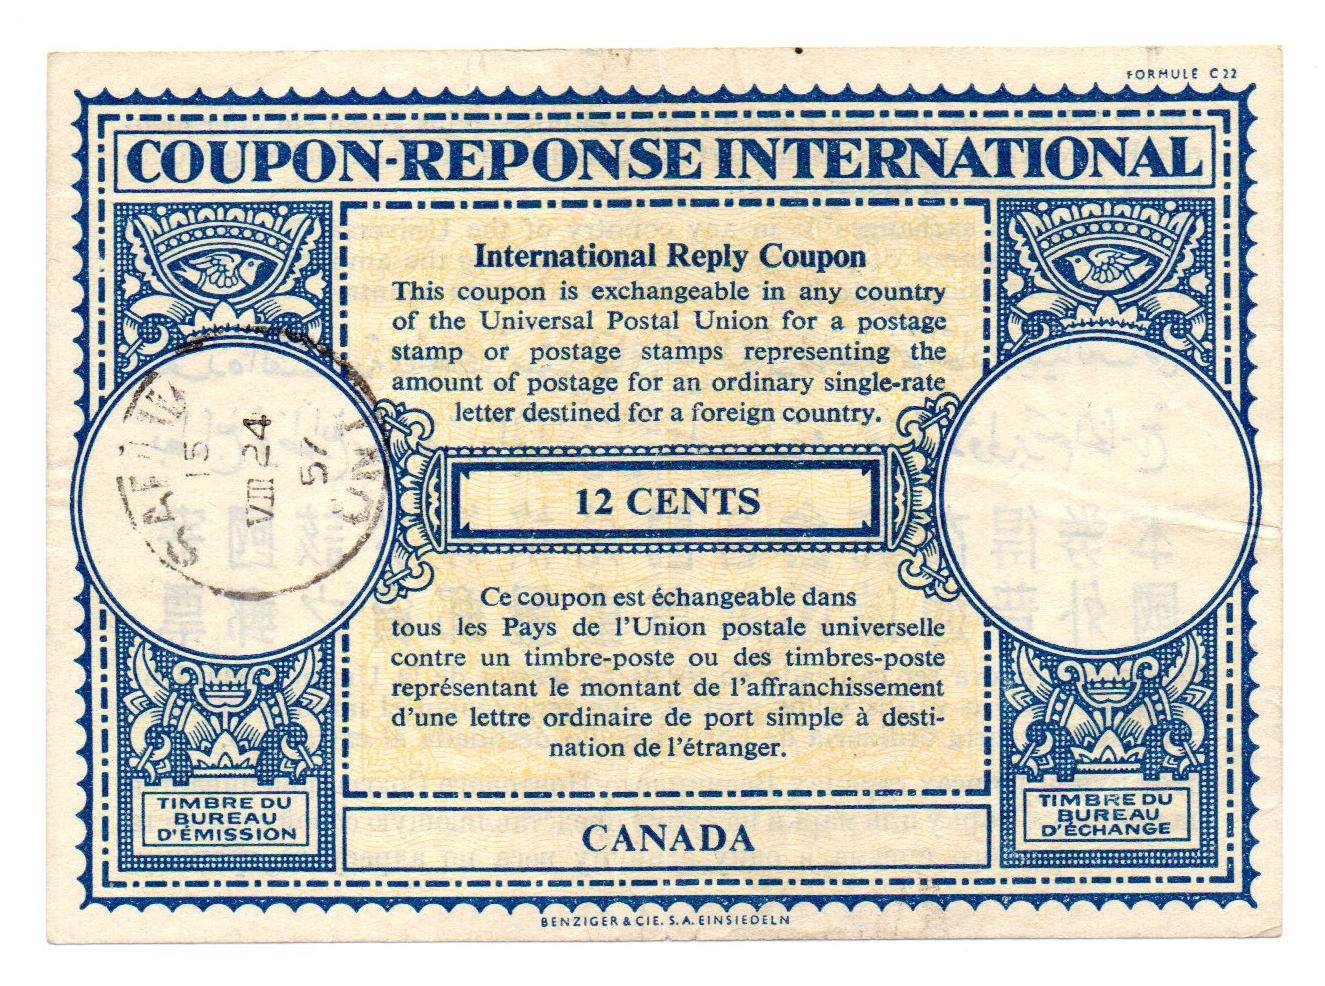 FORMULE C 22
COUPON-REPONSE INTERNATIONAL
International Reply Coupon
This coupon is exchangeable in any country
of the Universal Postal Union for a postage
stamp or postage stamps representing the
amount of postage for an ordinary single-rate
letter destined for a foreign country.
15
VIII 24
57
ONT
12 CENTS
Ce coupon est échangeable dans
tous les Pays de l'Union postale universelle
contre un timbre-poste ou des timbres-poste
représentant le montant de l'affranchissement
d'une lettre ordinaire de port simple à desti-
nation de l'étranger.
TIMBRE DU
BUREAU
D'ÉMISSION
CANADA
TIMBRE DU
BUREAU
D'ÉCHANGE
BENZIGER & CIE. S.A. EINSIEDELN